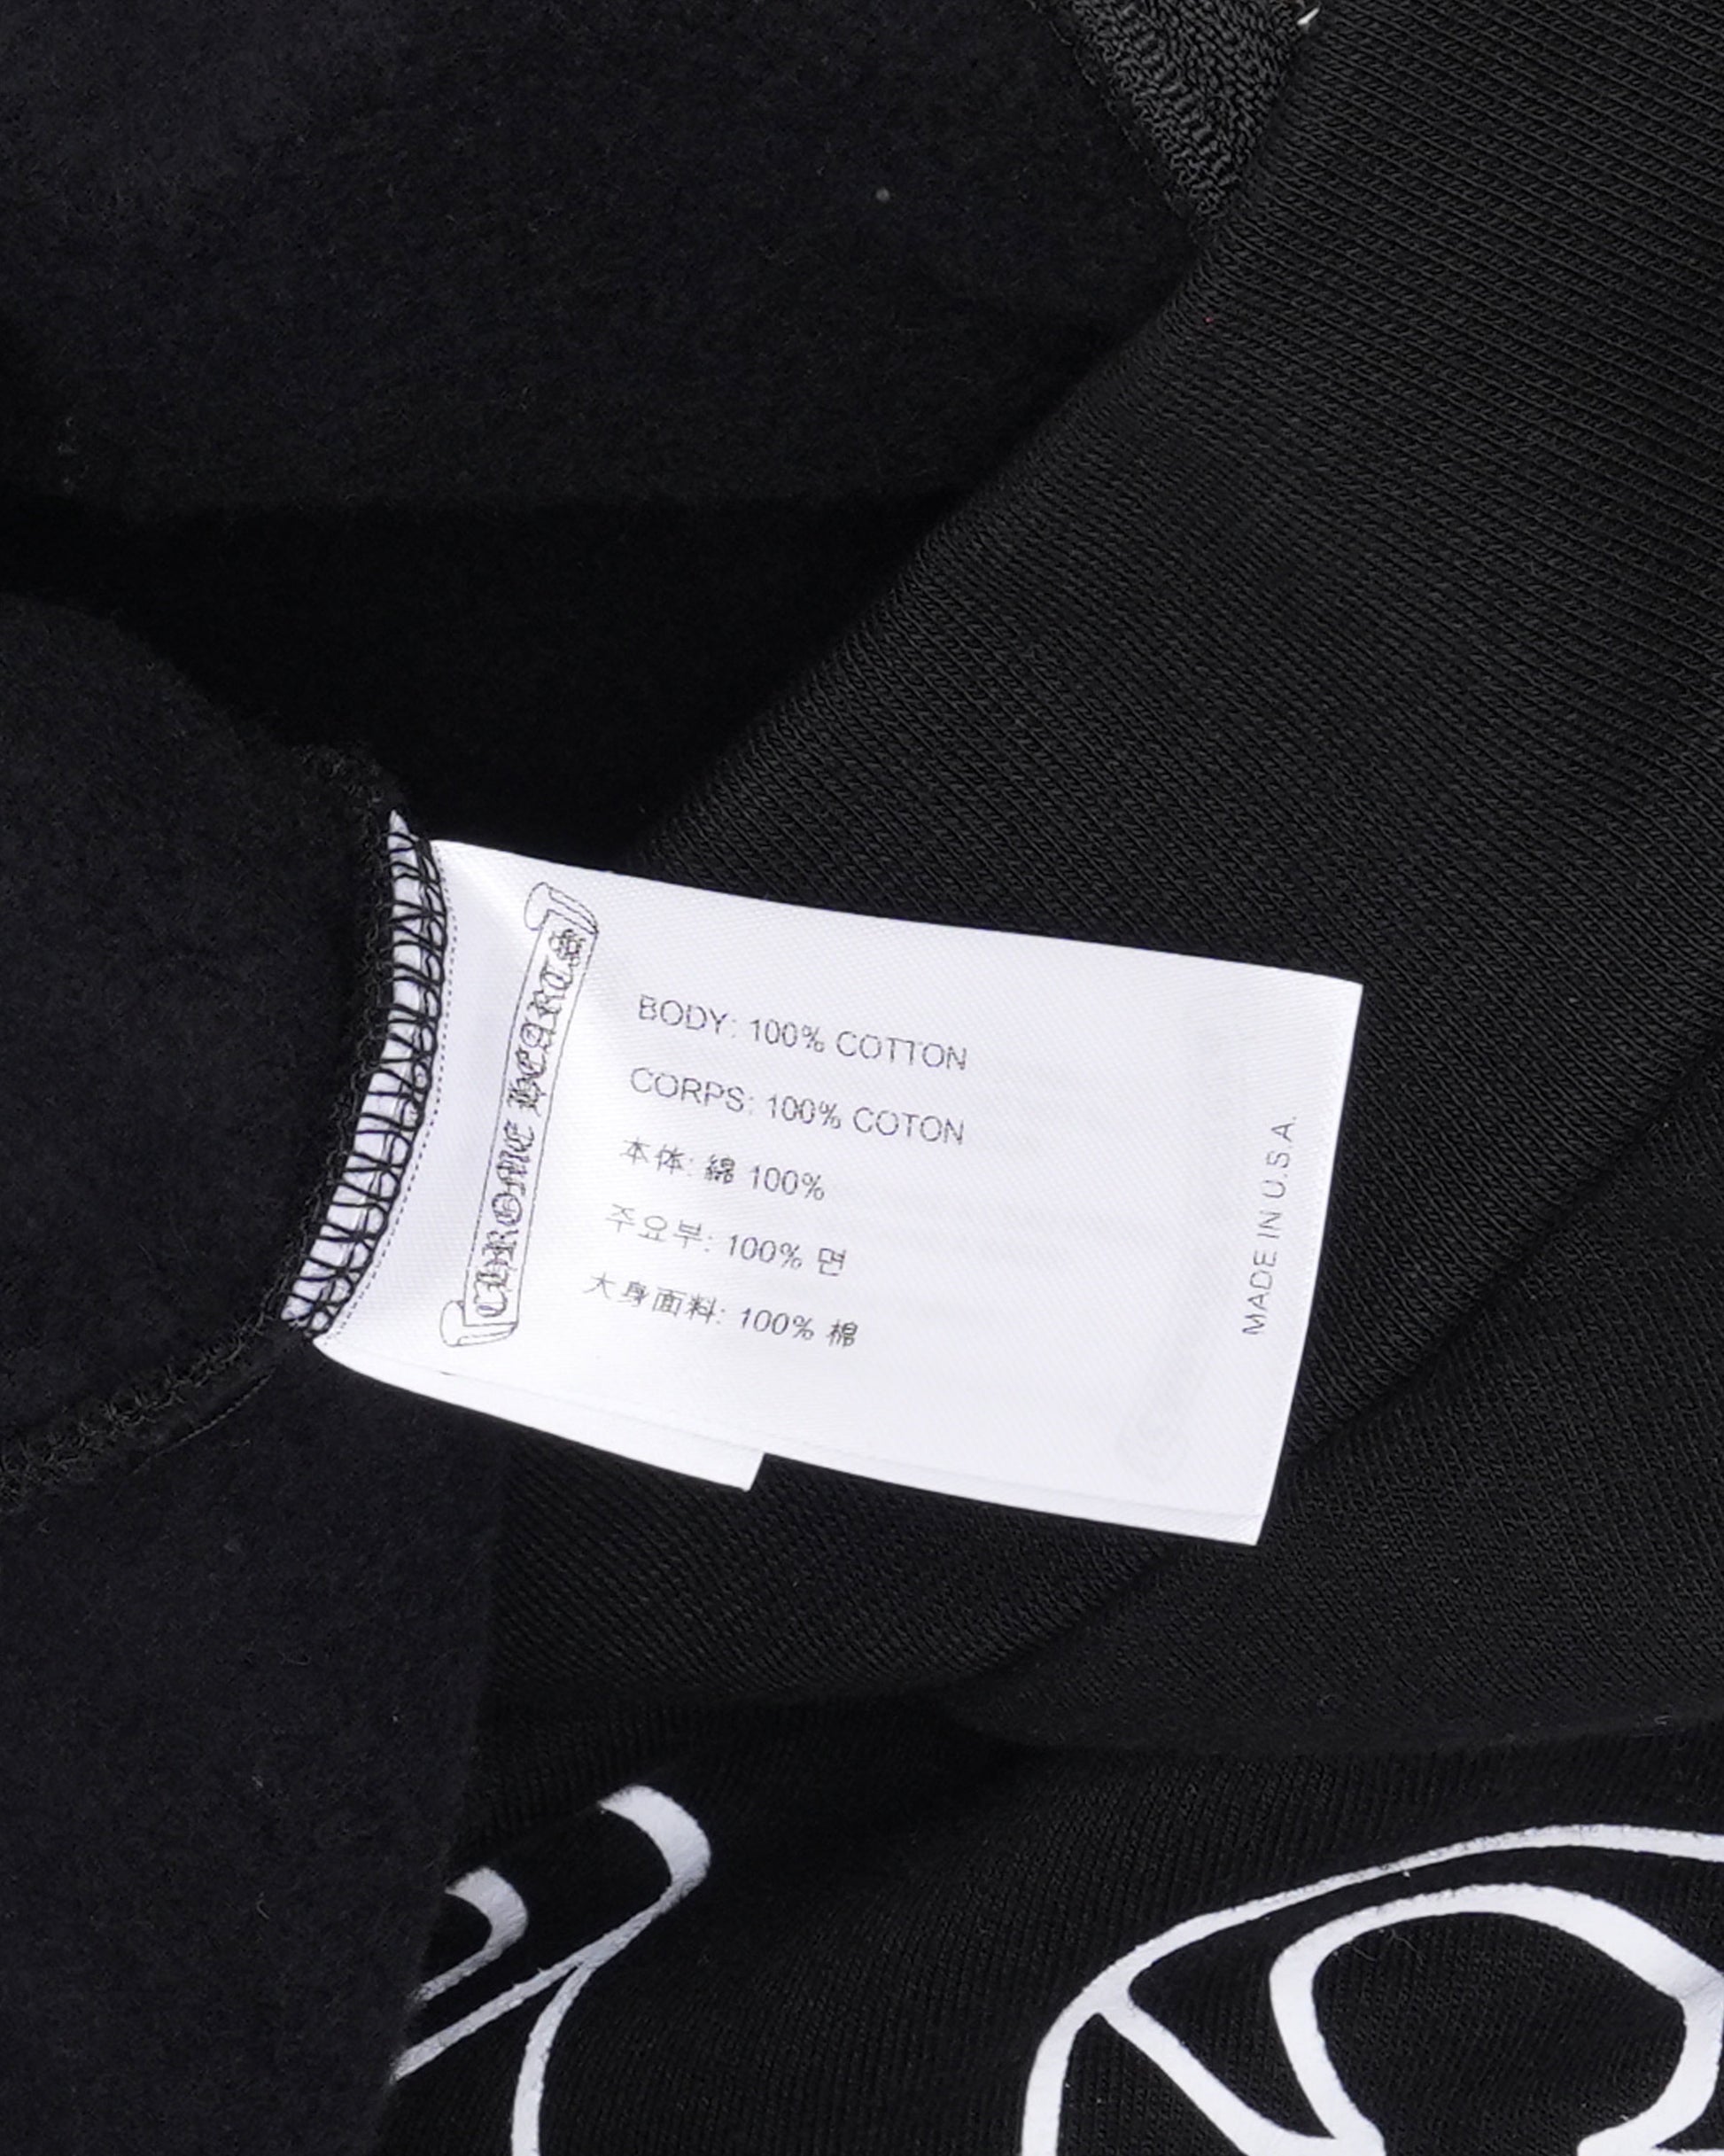 CHROME HEARTS
BODY: 100% COTTON
CORPS: 100% COTON
本体: 綿 100%
주요부: 100% 면
大身面料: 100% 棉
MADE IN U.S.A.